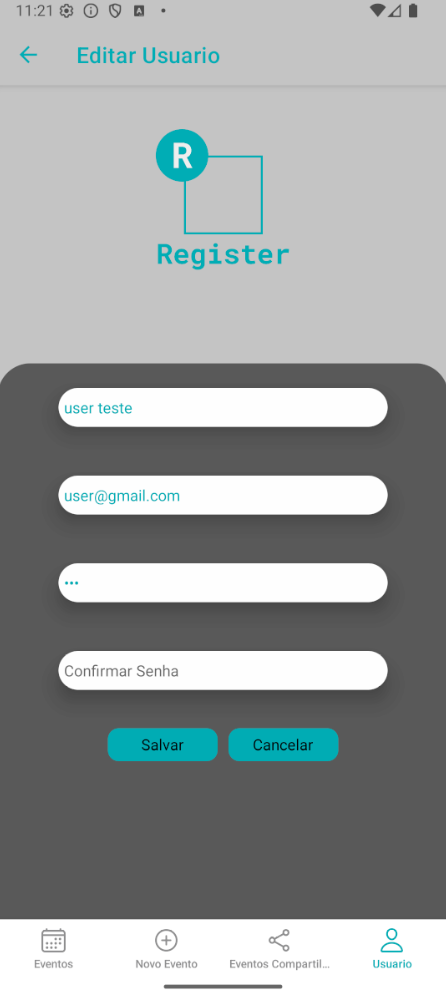 11:21
Editar Usuario
R
Register
user teste
user@gmail.com
•••
Confirmar Senha
Salvar
Cancelar
Eventos
Novo Evento
Eventos Compartil...
Usuario